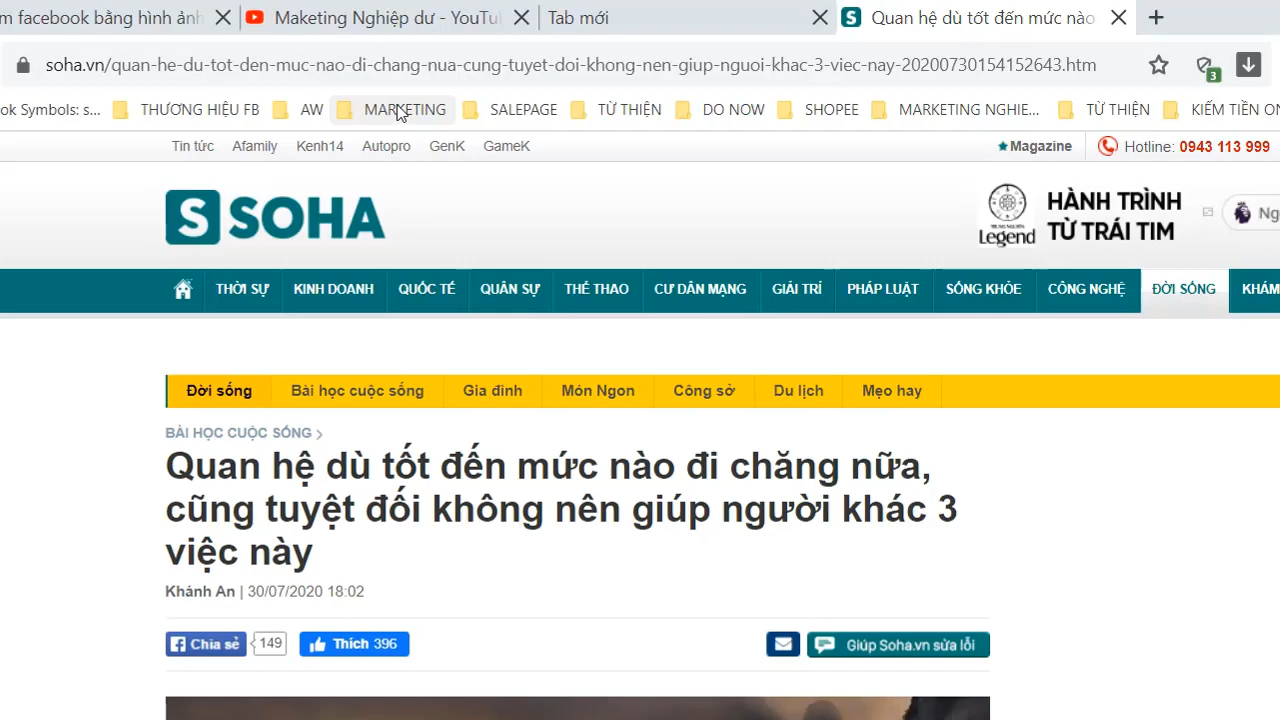 m facebook bằng hình ảnh
Maketing Nghiệp dư - YouTu
Tab mới
Quan hệ dù tốt đến mức nào
soha.vn/quan-he-du-tot-den-muc-nao-di-chang-nua-cung-tuyet-doi-khong-nen-giup-nguoi-khac-3-viec-nay-20200730154152643.htm
3
ok Symbols: s... THƯƠNG HIỆU FB AW MARKETING SALEPAGE TỪ THIỆN DO NOW SHOPEE MARKETING NGHIE... TỪ THIỆN KIẾM TIỀN ON
Tin tức Afamily Kenh14 Autopro GenK GameK
Magazine Hotline: 0943 113 999
S SOHA
TRUNG NGUYÊN
Legend
HÀNH TRÌNH
TỪ TRÁI TIM
Ng
THỜI SỰ KINH DOANH QUỐC TẾ QUÂN SỰ THỂ THAO CƯ DÂN MẠNG GIẢI TRÍ PHÁP LUẬT SỐNG KHỎE CÔNG NGHỆ ĐỜI SỐNG KHÁM
Đời sống Bài học cuộc sống Gia đình Món Ngon Công sở Du lịch Mẹo hay
BÀI HỌC CUỘC SỐNG
Quan hệ dù tốt đến mức nào đi chăng nữa,
cũng tuyệt đối không nên giúp người khác 3
việc này
Khánh An | 30/07/2020 18:02
Chia sẻ 149 Thích 396 Giúp Soha.vn sửa lỗi